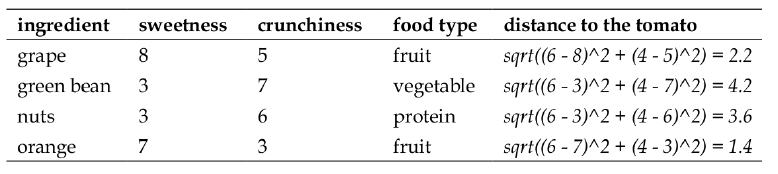 ingredient sweetness crunchiness food type distance to the tomato
grape 8 5 fruit sqrt((6 - 8)^2 + (4 - 5)^2) = 2.2
green bean 3 7 vegetable sqrt((6 - 3)^2 + (4 - 7)^2) = 4.2
nuts 3 6 protein sqrt((6 - 3)^2 + (4 - 6)^2) = 3.6
orange 7 3 fruit sqrt((6 - 7)^2 + (4 - 3)^2) = 1.4